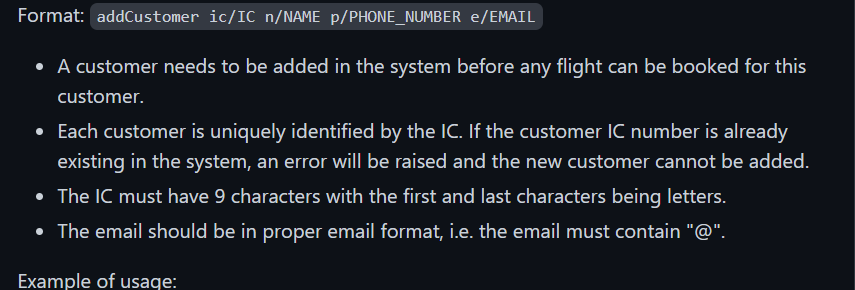 Format: addCustomer ic/IC n/NAME p/PHONE_NUMBER e/EMAIL
• A customer needs to be added in the system before any flight can be booked for this
customer.
• Each customer is uniquely identified by the IC. If the customer IC number is already
existing in the system, an error will be raised and the new customer cannot be added.
• The IC must have 9 characters with the first and last characters being letters.
• The email should be in proper email format, i.e. the email must contain "@".
Example of usage: